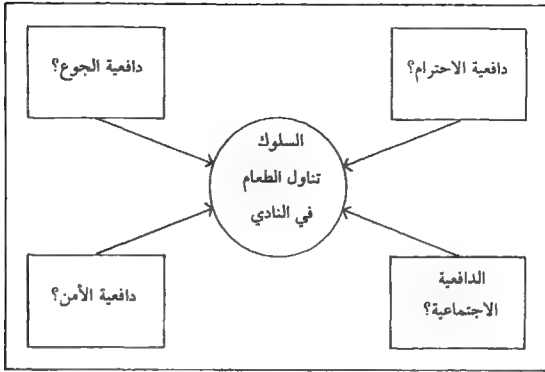 دافعية الاحترام؟
دافعية الجوع؟
السلوك
تناول الطعام
في النادي
الدافعية
الاجتماعية؟
دافعية الأمن؟